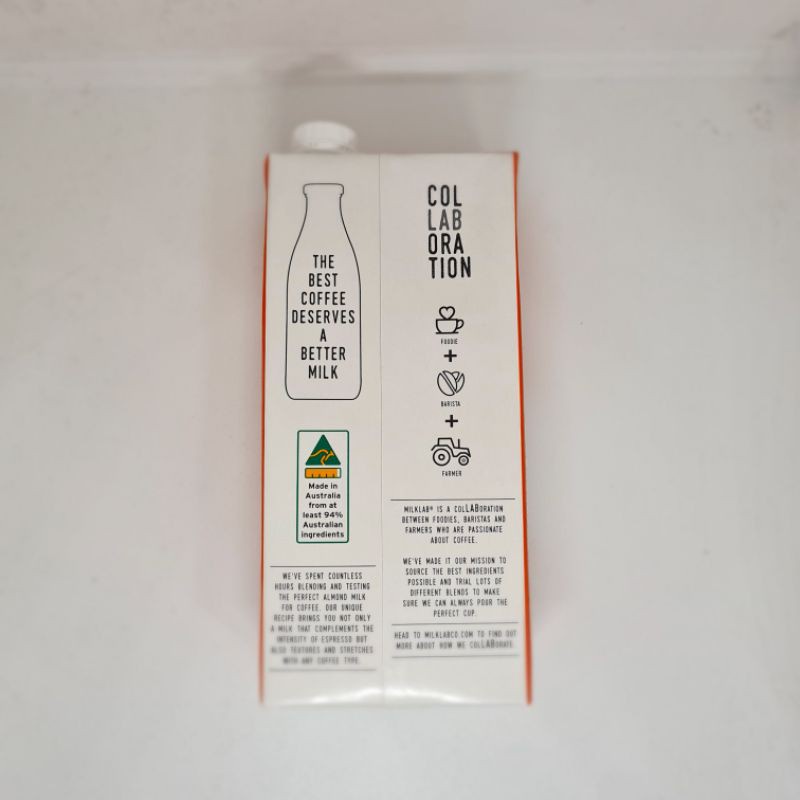 THE
BEST
COFFEE
DESERVES
A
BETTER
MILK
Made in
Australia
from at
least 94%
Australian
ingredients
WE'VE SPENT COUNTLESS
HOURS BLENDING AND TESTING
THE PERFECT ALMOND MILK
FOR COFFEE. OUR UNIQUE
RECIPE BRINGS YOU NOT ONLY
A MILK THAT COMPLEMENTS THE
INTENSITY OF ESPRESSO BUT
ALSO TEXTURES AND STRETCHES
WITH ANY COFFEE TYPE.
COL
LAB
ORA
TION
FOODIE
+
BARISTA
+
FARMER
MILKLAB® IS A COLLABORATION
BETWEEN FOODIES, BARISTAS AND
FARMERS WHO ARE PASSIONATE
ABOUT COFFEE.
WE'VE MADE IT OUR MISSION TO
SOURCE THE BEST INGREDIENTS
POSSIBLE AND TRIAL LOTS OF
DIFFERENT BLENDS TO MAKE
SURE WE CAN ALWAYS POUR THE
PERFECT CUP.
HEAD TO MILKLABCO.COM TO FIND OUT
MORE ABOUT HOW WE COLLABORATE.